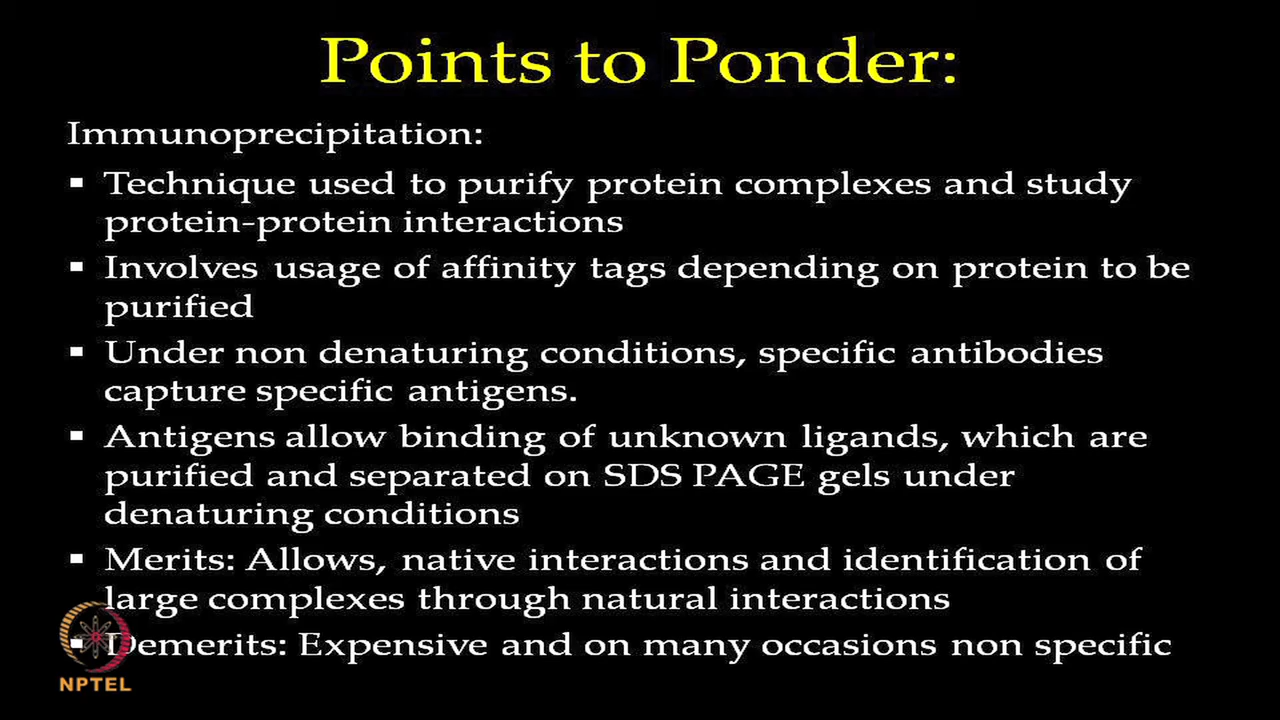 Points to Ponder:
Immunoprecipitation:
▪ Technique used to purify protein complexes and study
protein-protein interactions
▪ Involves usage of affinity tags depending on protein to be
purified
▪ Under non denaturing conditions, specific antibodies
capture specific antigens.
▪ Antigens allow binding of unknown ligands, which are
purified and separated on SDS PAGE gels under
denaturing conditions
▪ Merits: Allows, native interactions and identification of
large complexes through natural interactions
▪ Demerits: Expensive and on many occasions non specific
NPTEL